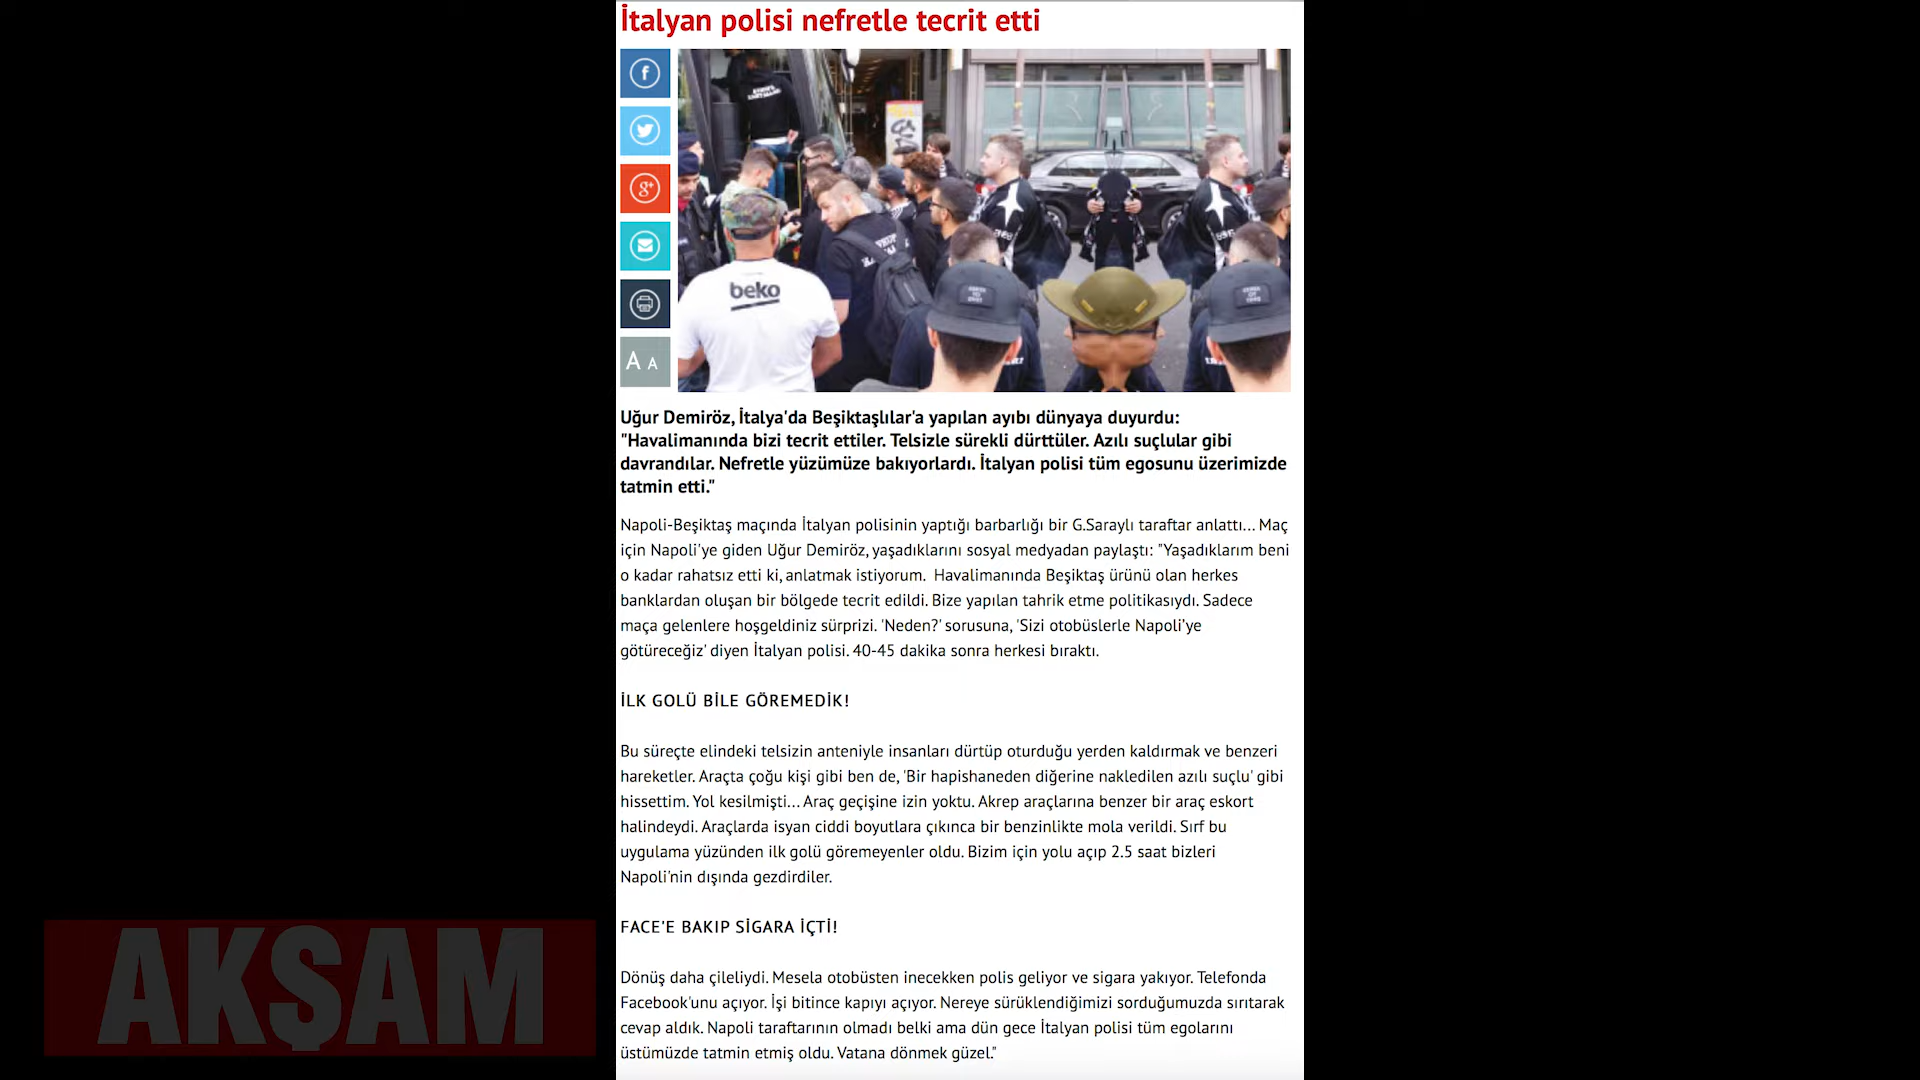 İtalyan polisi nefretle tecrit etti
beko
A A
Uğur Demiröz, İtalya'da Beşiktaşlılar'a yapılan ayıbı dünyaya duyurdu:
"Havalimanında bizi tecrit ettiler. Telsizle sürekli dürttüler. Azılı suçlular gibi
davrandılar. Nefretle yüzümüze bakıyorlardı. İtalyan polisi tüm egosunu üzerimizde
tatmin etti."
Napoli-Beşiktaş maçında İtalyan polisinin yaptığı barbarlığı bir G.Saraylı taraftar anlattı... Maç
için Napoli'ye giden Uğur Demiröz, yaşadıklarını sosyal medyadan paylaştı: "Yaşadıklarım beni
o kadar rahatsız etti ki, anlatmak istiyorum. Havalimanında Beşiktaş ürünü olan herkes
banklardan oluşan bir bölgede tecrit edildi. Bize yapılan tahrik etme politikasıydı. Sadece
maça gelenlere hoşgeldiniz sürprizi. 'Neden?' sorusuna, 'Sizi otobüslerle Napoli'ye
götüreceğiz' diyen İtalyan polisi. 40-45 dakika sonra herkesi bıraktı.
İLK GOLÜ BİLE GÖREMEDİK!
Bu süreçte elindeki telsizin anteniyle insanları dürtüp oturduğu yerden kaldırmak ve benzeri
hareketler. Araçta çoğu kişi gibi ben de, 'Bir hapishaneden diğerine nakledilen azılı suçlu' gibi
hissettim. Yol kesilmişti... Araç geçişine izin yoktu. Akrep araçlarına benzer bir araç eskort
halindeydi. Araçlarda isyan ciddi boyutlara çıkınca bir benzinlikte mola verildi. Sırf bu
uygulama yüzünden ilk golü göremeyenler oldu. Bizim için yolu açıp 2.5 saat bizleri
Napoli'nin dışında gezdirdiler.
FACE'E BAKIP SİGARA İÇTİ!
Dönüş daha çileliydi. Mesela otobüsten inecekken polis geliyor ve sigara yakıyor. Telefonda
Facebook'unu açıyor. İşi bitince kapıyı açıyor. Nereye sürüklendiğimizi sorduğumuzda sırıtarak
cevap aldık. Napoli taraftarının olmadı belki ama dün gece İtalyan polisi tüm egolarını
üstümüzde tatmin etmiş oldu. Vatana dönmek güzel."
AKŞAM